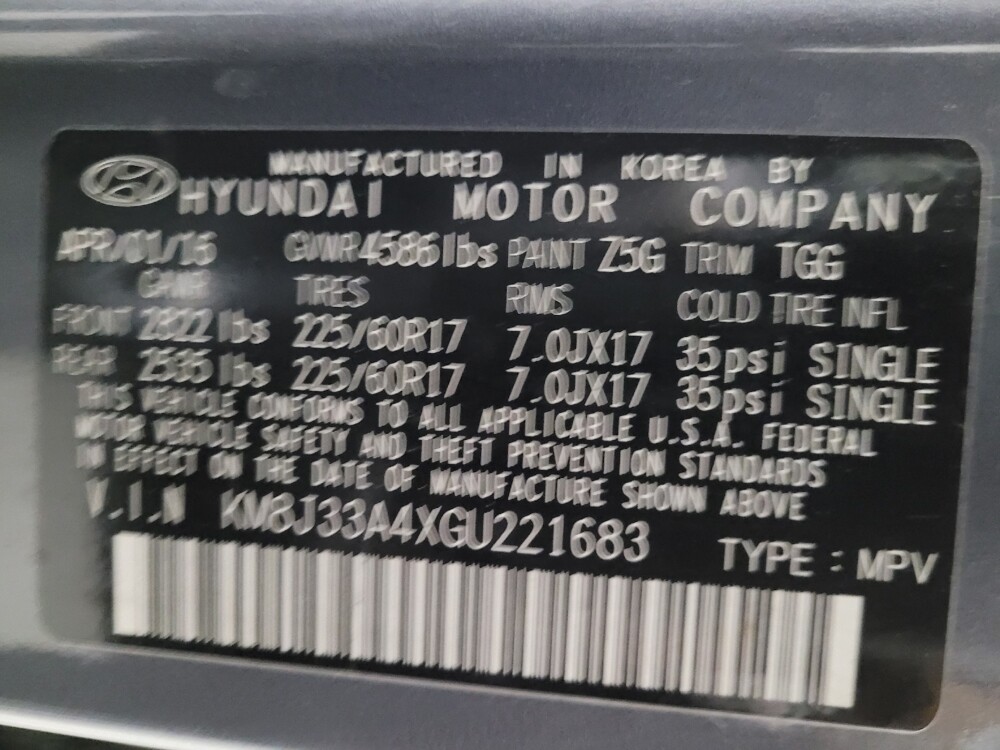 MANUFACTURED IN KOREA BY
HYUNDAI MOTOR COMPANY
APR/01/16 GVWR 4586 lbs PAINT Z5G TRIM TGG
GAWR TIRES RIMS COLD TIRE INFL
FRONT 2822 lbs 225/60R17 7.0JX17 35psi SINGLE
REAR 2535 lbs 225/60R17 7.0JX17 35psi SINGLE
THIS VEHICLE CONFORMS TO ALL APPLICABLE U.S.A. FEDERAL
MOTOR VEHICLE SAFETY AND THEFT PREVENTION STANDARDS
IN EFFECT ON THE DATE OF MANUFACTURE SHOWN ABOVE
V.I.N KM8J33A4XGU221683 TYPE : MPV